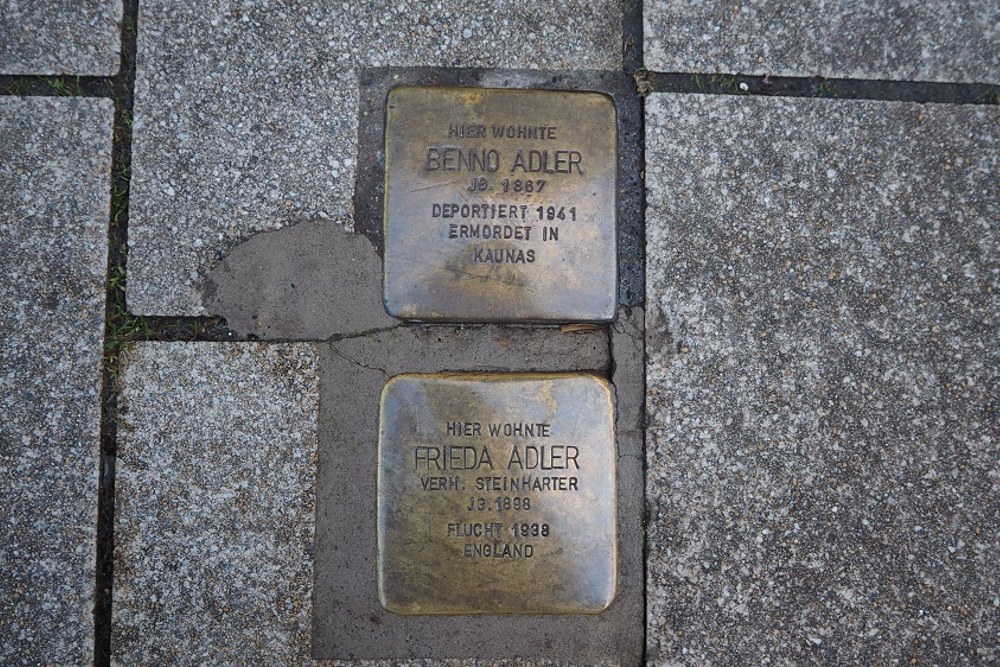 HIER WOHNTE
BENNO ADLER
JG. 1867
DEPORTIERT 1941
ERMORDET IN
KAUNAS
HIER WOHNTE
FRIEDA ADLER
VERH. STEINHARTER
JG. 1898
FLUCHT 1938
ENGLAND